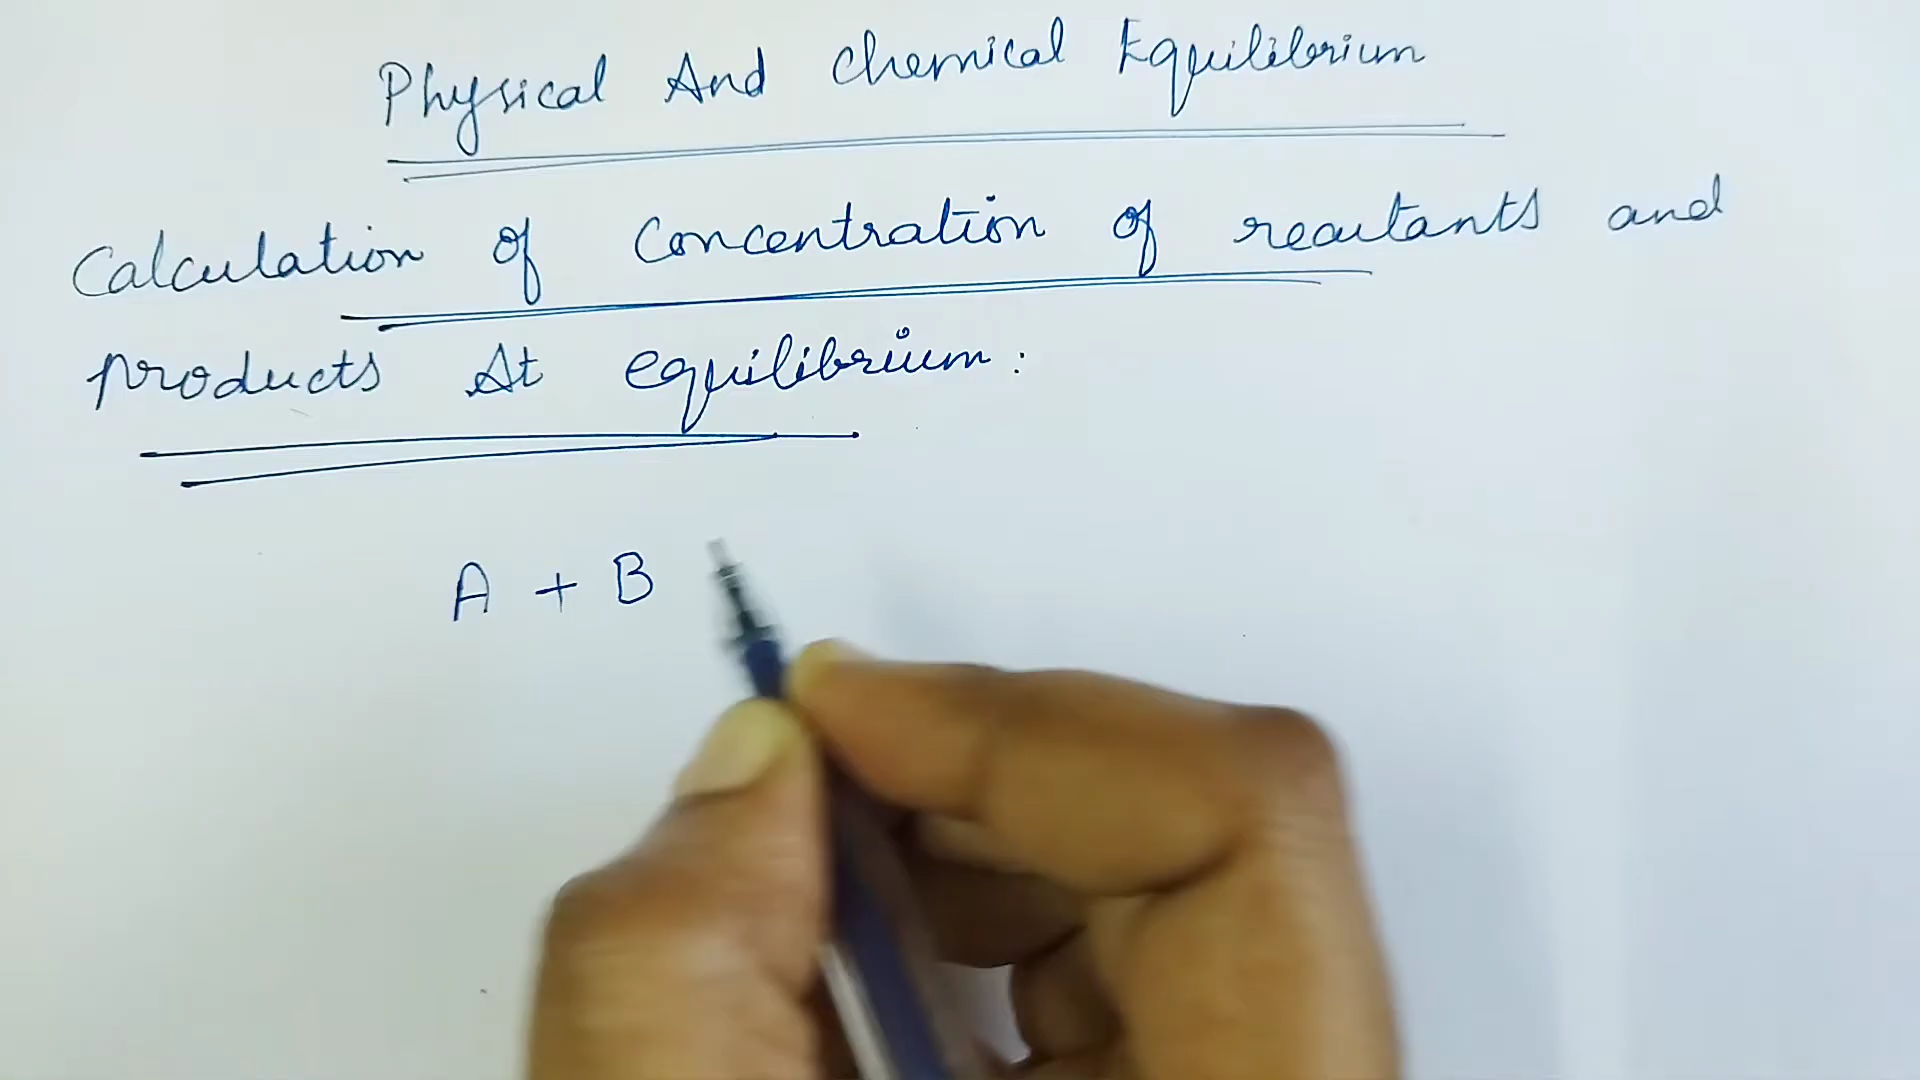 Physical And Chemical Equilibrium
Calculation of Concentration of reactants and
products At equilibrium:
A + B